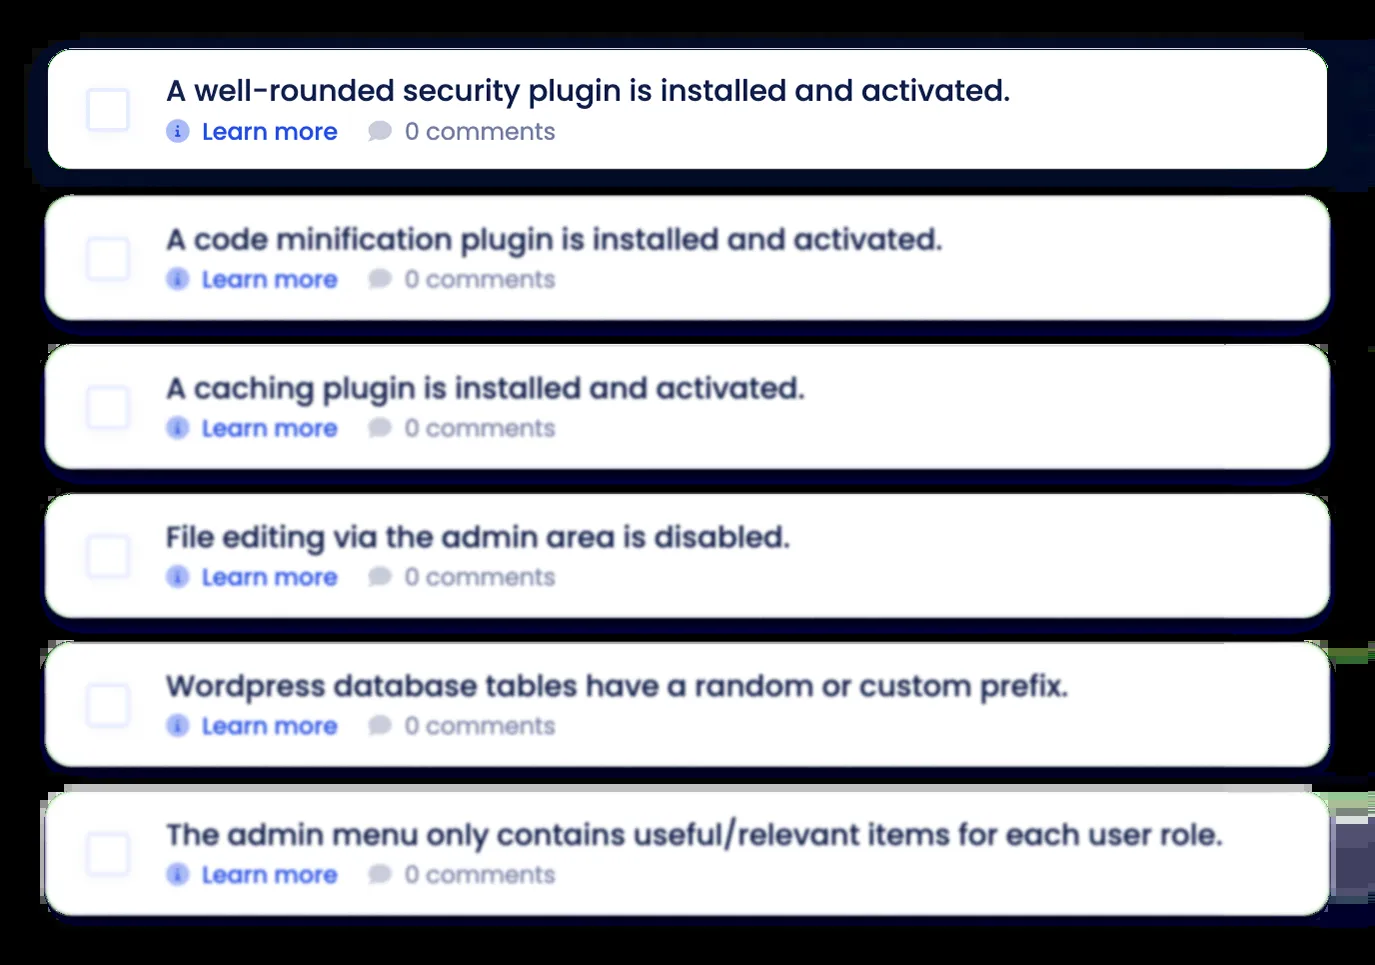 A well-rounded security plugin is installed and activated.
Learn more 0 comments
A code minification plugin is installed and activated.
Learn more 0 comments
A caching plugin is installed and activated.
Learn more 0 comments
File editing via the admin area is disabled.
Learn more 0 comments
Wordpress database tables have a random or custom prefix.
Learn more 0 comments
The admin menu only contains useful/relevant items for each user role.
Learn more 0 comments